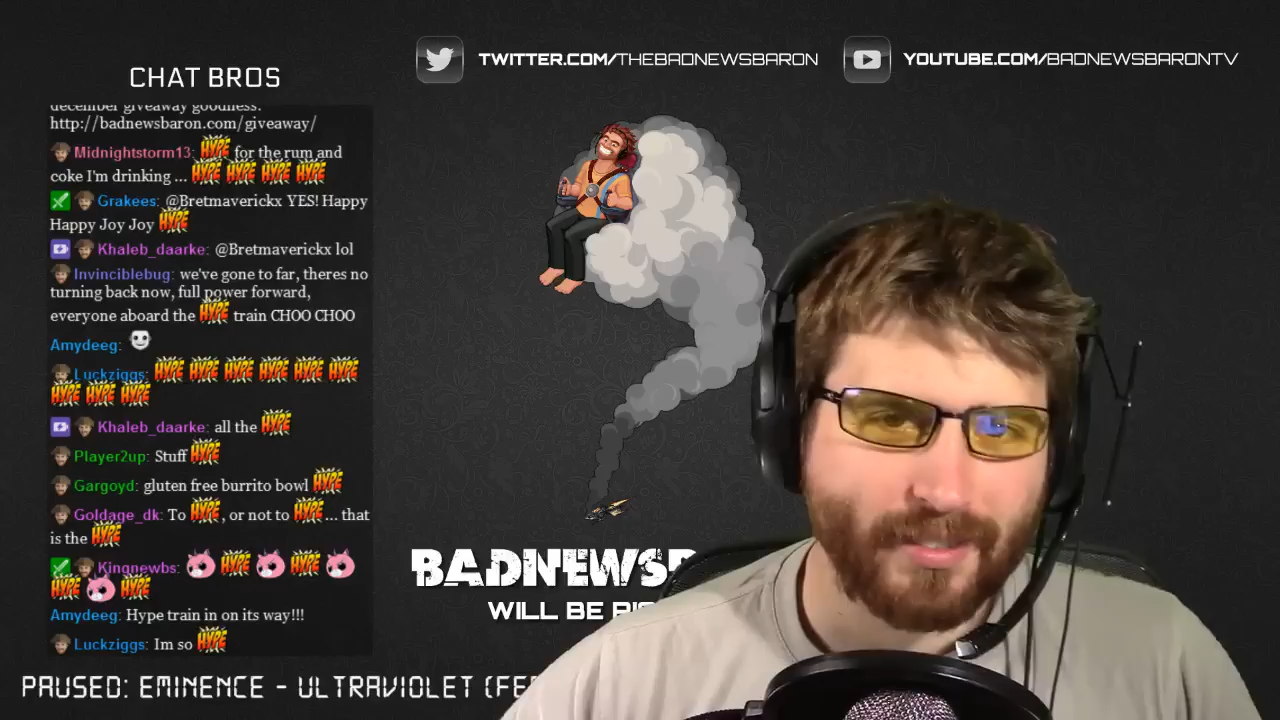 TWITTER.COM/THEBADNEWSBARON
YOUTUBE.COM/BADNEWSBARONTV
CHAT BROS
december giveaway goodness.
http://badnewsbaron.com/giveaway/
Midnightstorm13: HYPE for the rum and
coke I'm drinking ... HYPE HYPE HYPE HYPE
Grakees: @Bretmaverickx YES! Happy
Happy Joy Joy HYPE
Khaleb_daarke: @Bretmaverickx lol
Invinciblebug: we've gone to far, theres no
turning back now, full power forward,
everyone aboard the HYPE train CHOO CHOO
Amydeeg:
Luckziggs: HYPE HYPE HYPE HYPE HYPE HYPE
HYPE HYPE HYPE
Khaleb_daarke: all the HYPE
Player2up: Stuff HYPE
Gargoyd: gluten free burrito bowl HYPE
Goldage_dk: To HYPE, or not to HYPE... that
is the HYPE
Kingnewbs: HYPE HYPE
HYPE HYPE
Amydeeg: Hype train in on its way!!!
Luckziggs: Im so HYPE
BADNEWSB
WILL BE
PAUSED: EMINENCE - ULTRAVIOLET (FE